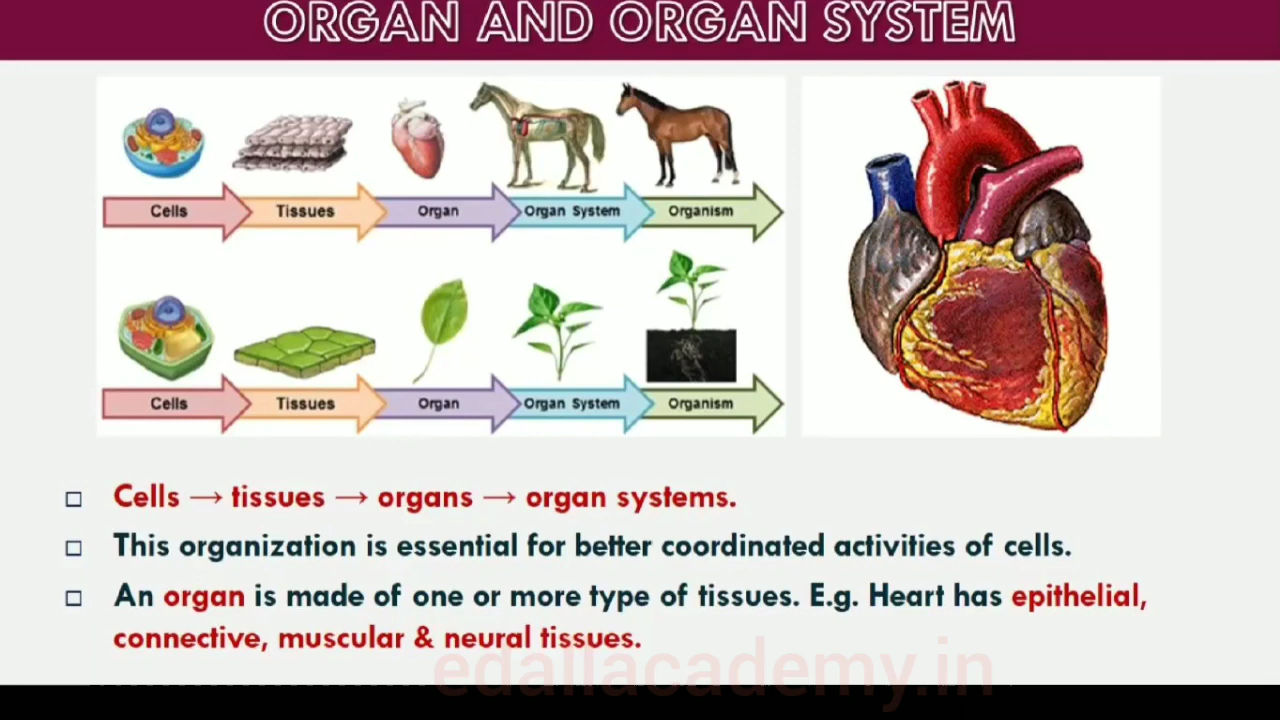 ORGAN AND ORGAN SYSTEM
Cells Tissues Organ Organ System Organism
Cells Tissues Organ Organ System Organism
Cells → tissues → organs → organ systems.
This organization is essential for better coordinated activities of cells.
An organ is made of one or more type of tissues. E.g. Heart has epithelial,
connective, muscular & neural tissues.
edallacademy.in